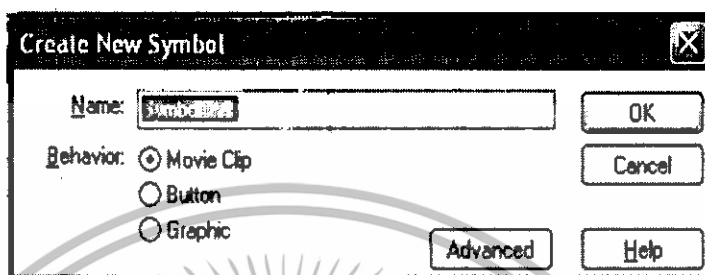 Create New Symbol
Name:
OK
Behavior: Movie Clip
Cancel
Button
Graphic
Advanced
Help